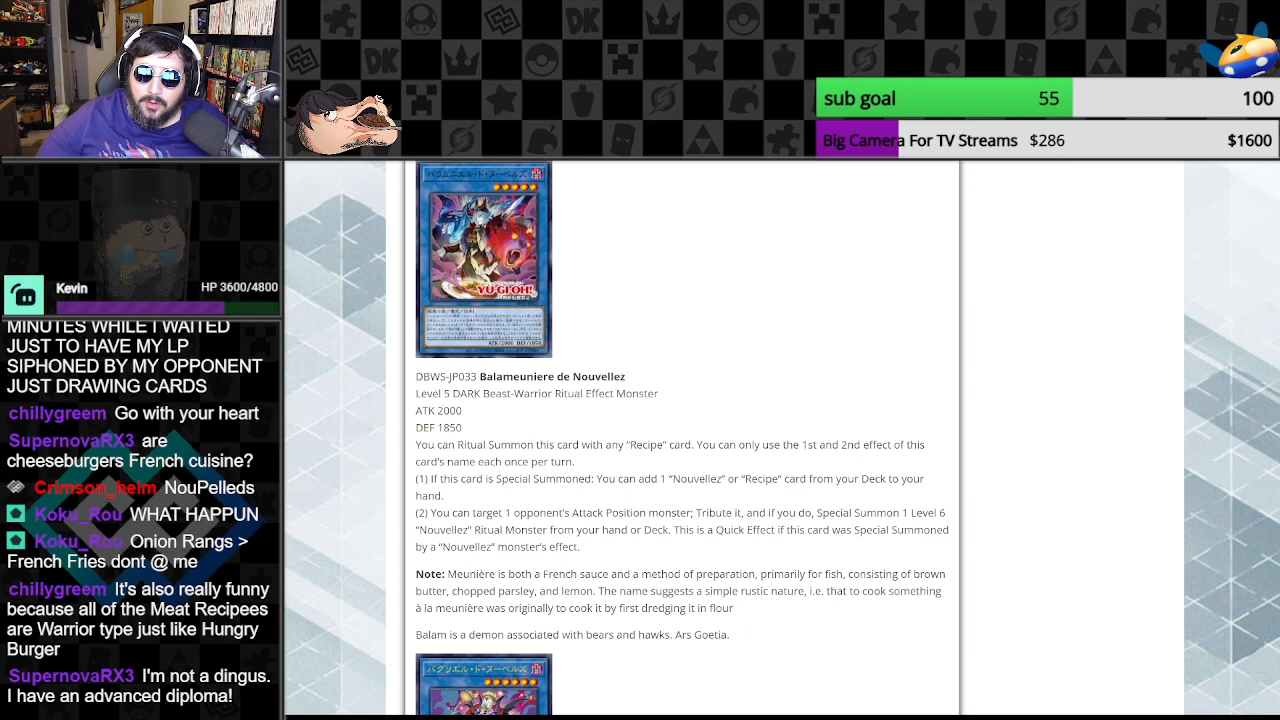 sub goal 55 100
Big Camera For TV Streams $286 $1600
Kevin HP 3600/4800
MINUTES WHILE I WAITED
JUST TO HAVE MY LP
SIPHONED BY MY OPPONENT
JUST DRAWING CARDS
chillygreem Go with your heart
SupernovaRX3 are
cheeseburgers French cuisine?
Crimson_helm NouPelleds
Koku_Rou WHAT HAPPUN
Koku_Rou Onion Rangs >
French Fries dont @ me
chillygreem It's also really funny
because all of the Meat Recipees
are Warrior type just like Hungry
Burger
SupernovaRX3 I'm not a dingus.
I have an advanced diploma!
YU-GI-OH!
ATK/2000 DEF/1850
DBWS-JP033 Balameuniere de Nouvellez
Level 5 DARK Beast-Warrior Ritual Effect Monster
ATK 2000
DEF 1850
You can Ritual Summon this card with any “Recipe” card. You can only use the 1st and 2nd effect of this
card’s name each once per turn.
(1) If this card is Special Summoned: You can add 1 “Nouvellez” or “Recipe” card from your Deck to your
hand.
(2) You can target 1 opponent’s Attack Position monster; Tribute it, and if you do, Special Summon 1 Level 6
“Nouvellez” Ritual Monster from your hand or Deck. This is a Quick Effect if this card was Special Summoned
by a “Nouvellez” monster’s effect.
Note: Meunière is both a French sauce and a method of preparation, primarily for fish, consisting of brown
butter, chopped parsley, and lemon. The name suggests a simple rustic nature, i.e. that to cook something
à la meunière was originally to cook it by first dredging it in flour
Balam is a demon associated with bears and hawks. Ars Goetia.